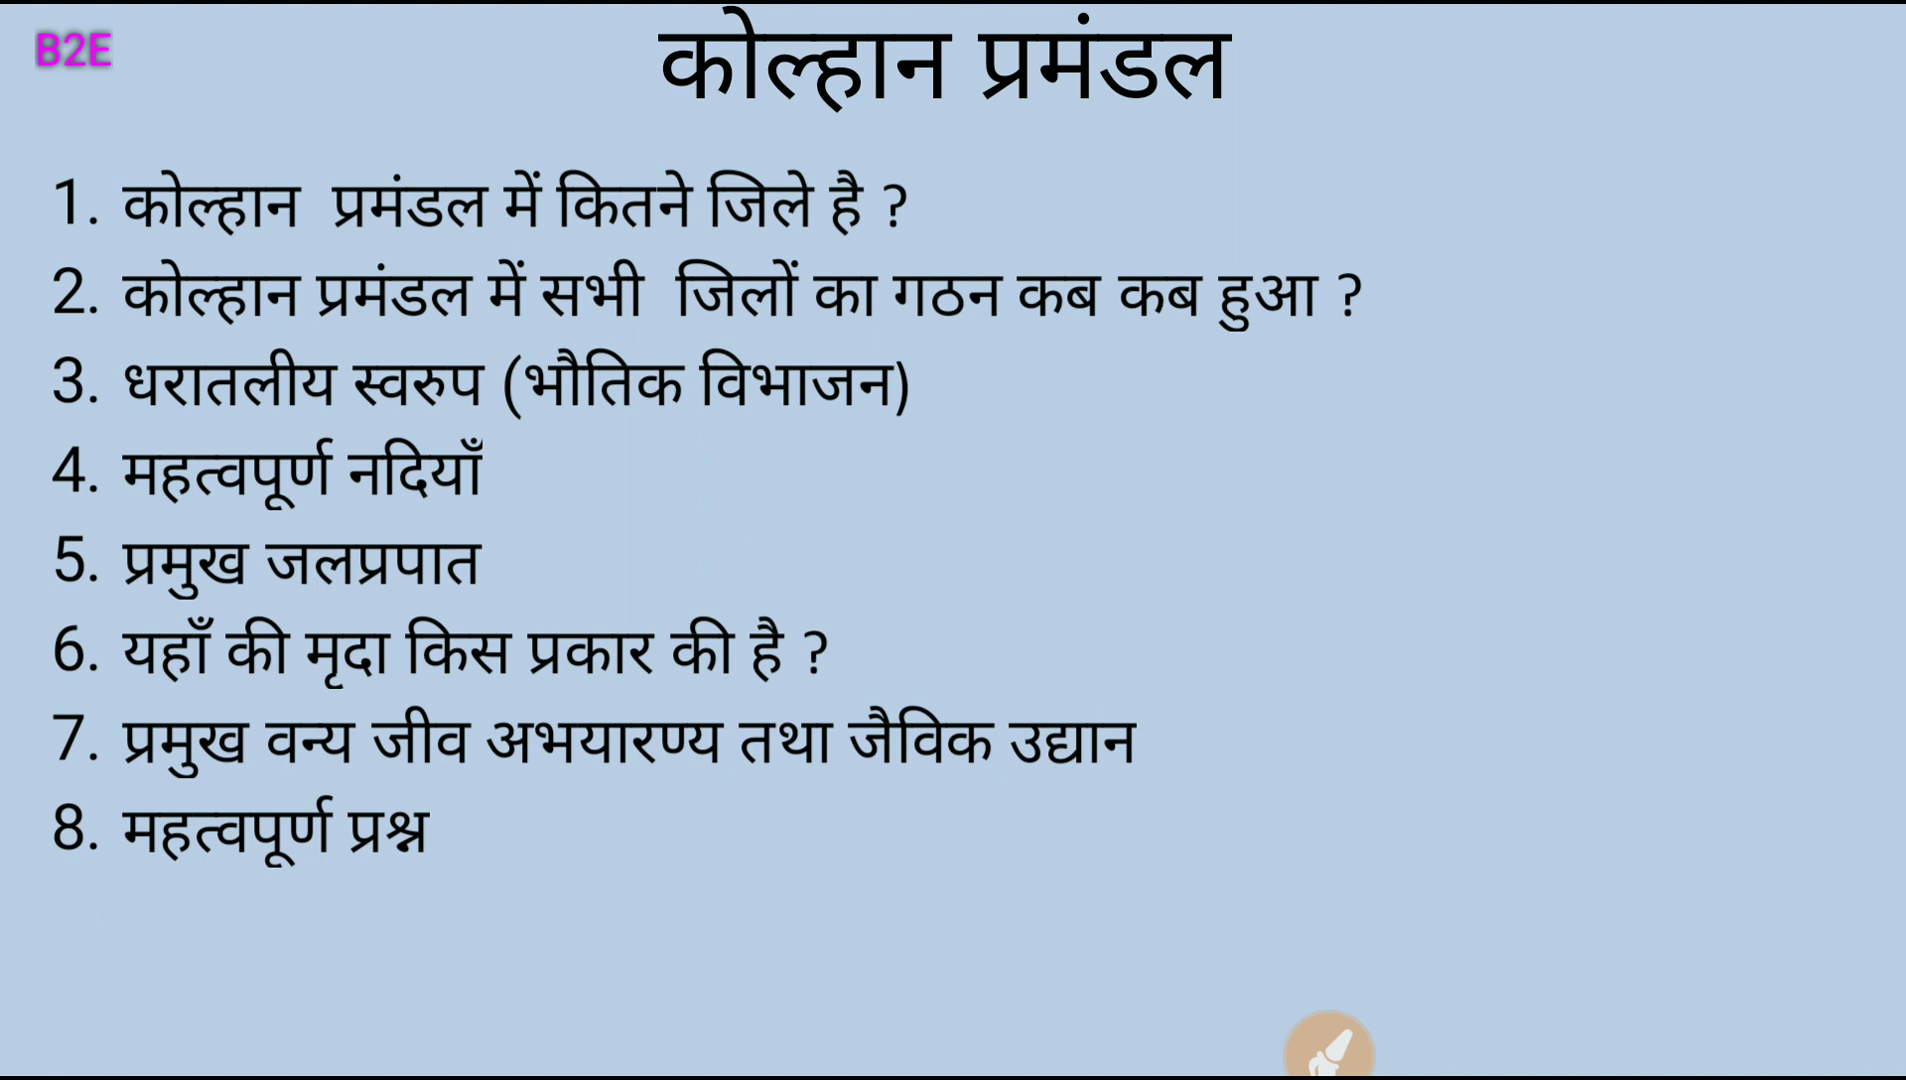 B2E
कोल्हान प्रमंडल
1. कोल्हान प्रमंडल में कितने जिले है ?
2. कोल्हान प्रमंडल में सभी जिलों का गठन कब कब हुआ ?
3. धरातलीय स्वरुप (भौतिक विभाजन)
4. महत्वपूर्ण नदियाँ
5. प्रमुख जलप्रपात
6. यहाँ की मृदा किस प्रकार की है ?
7. प्रमुख वन्य जीव अभयारण्य तथा जैविक उद्यान
8. महत्वपूर्ण प्रश्न